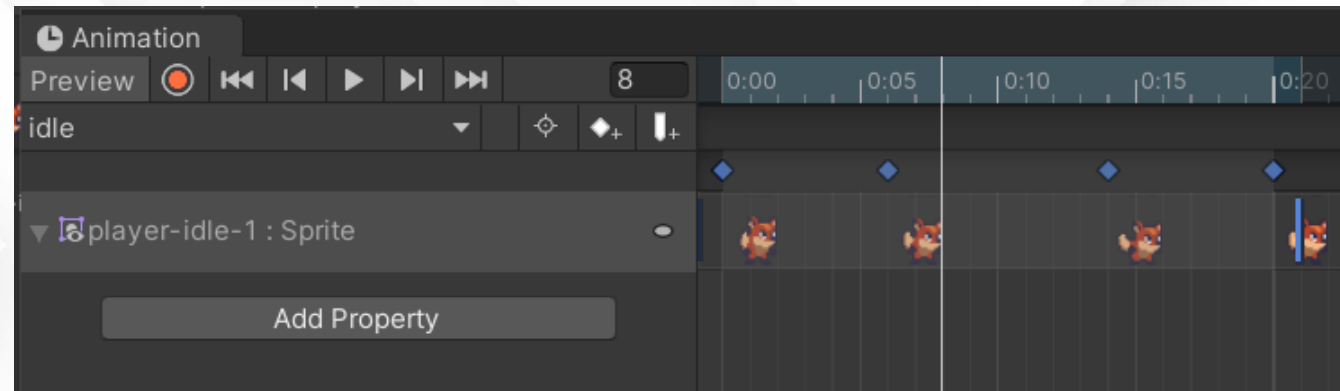 Animation
Preview 8 0:00 0:05 0:10 0:15 0:20
idle
player-idle-1 : Sprite
Add Property